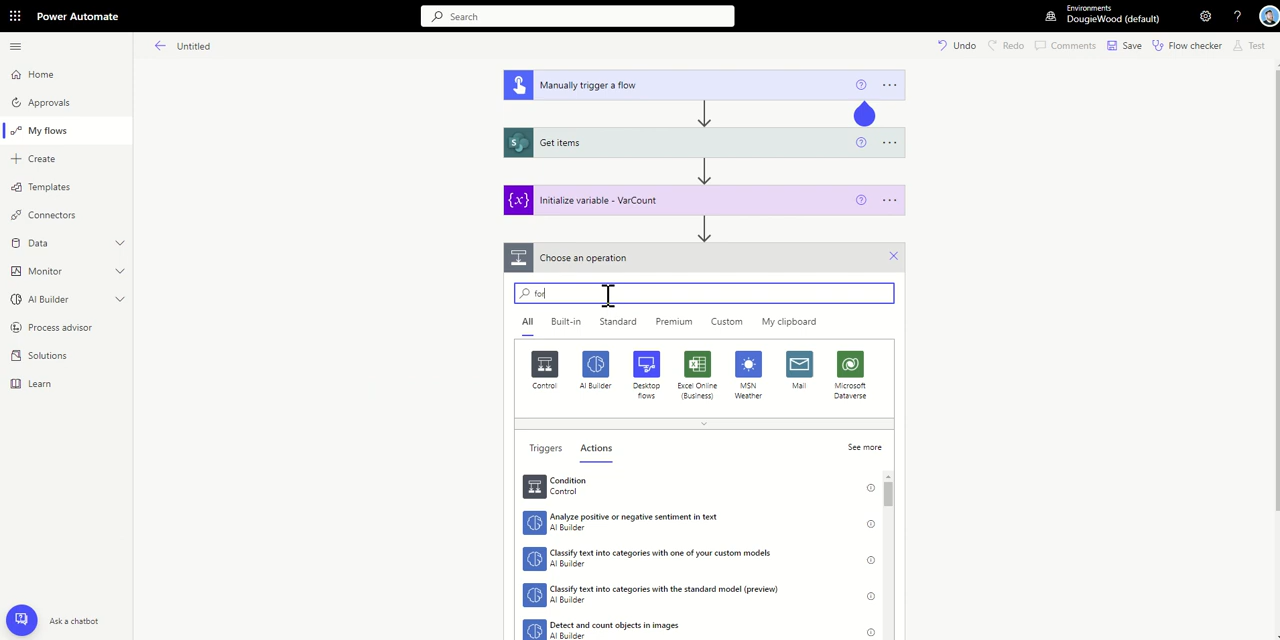 Power Automate
Search
Environments
DougieWood (default)
Untitled
Undo
Redo
Comments
Save
Flow checker
Test
Home
Approvals
My flows
Create
Templates
Connectors
Data
Monitor
AI Builder
Process advisor
Solutions
Learn
Ask a chatbot
Manually trigger a flow
Get items
Initialize variable - VarCount
Choose an operation
for
All
Built-in
Standard
Premium
Custom
My clipboard
Control
AI Builder
Desktop
flows
Excel Online
(Business)
MSN
Weather
Mail
Microsoft
Dataverse
Triggers
Actions
See more
Condition
Control
Analyze positive or negative sentiment in text
AI Builder
Classify text into categories with one of your custom models
AI Builder
Classify text into categories with the standard model (preview)
AI Builder
Detect and count objects in images
AI Builder